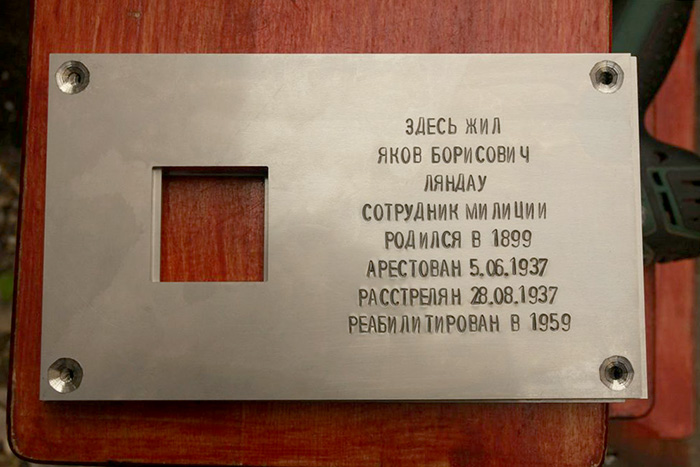 ЗДЕСЬ ЖИЛ
ЯКОВ БОРИСОВИЧ
ЛЯНДАУ
СОТРУДНИК МИЛИЦИИ
РОДИЛСЯ В 1899
АРЕСТОВАН 5.06.1937
РАССТРЕЛЯН 28.08.1937
РЕАБИЛИТИРОВАН В 1959